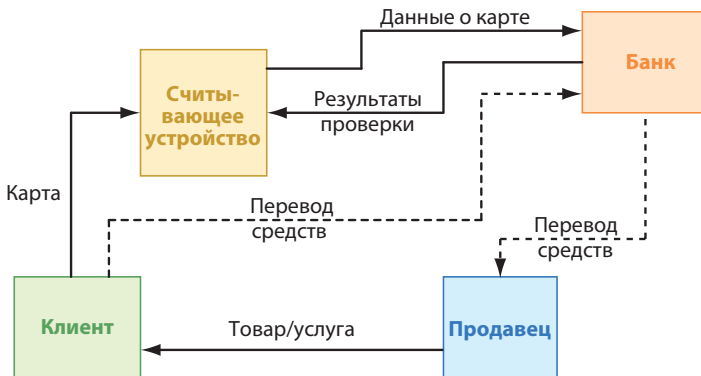 Данные о карте
Банк
Считы-
вающее
устройство
Результаты
проверки
Карта
Перевод
средств
Перевод
средств
Клиент
Товар/услуга
Продавец